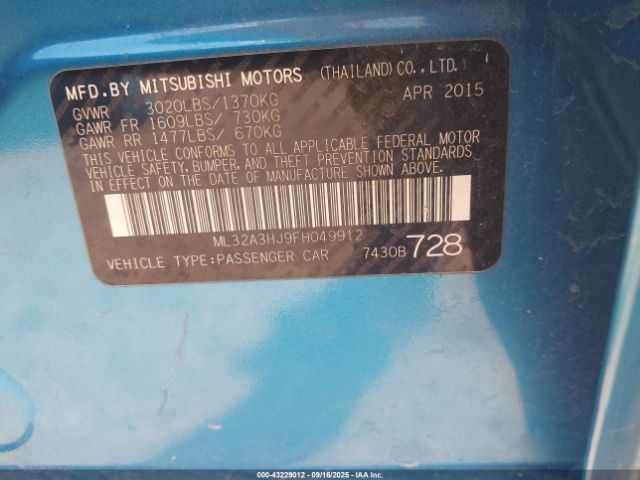 MFD.BY MITSUBISHI MOTORS (THAILAND) CO., LTD.
GVWR 3020LBS/1370KG APR 2015
GAWR FR 1609LBS/ 730KG
GAWR RR 1477LBS/ 670KG
THIS VEHICLE CONFORMS TO ALL APPLICABLE FEDERAL MOTOR
VEHICLE SAFETY, BUMPER, AND THEFT PREVENTION STANDARDS
IN EFFECT ON THE DATE OF MANUFACTURE SHOWN ABOVE.
ML32A3HJ9FH049912
VEHICLE TYPE:PASSENGER CAR 7430B 728
000-43229012 - 09/16/2025 - IAAI.COM